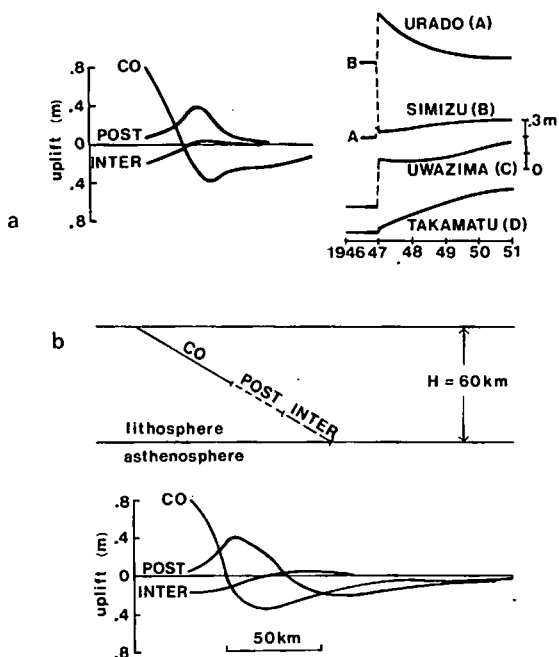 a
CO
.8
.4
0
.4
.8
uplift (m)
POST
INTER
URADO (A)
B
SIMIZU (B)
A
.3m
0
UWAZIMA (C)
TAKAMATU (D)
1946 47 48 49 50 51
b
CO
POST INTER
H = 60km
lithosphere
asthenosphere
CO
.8
.4
0
.4
.8
uplift (m)
POST
INTER
50km